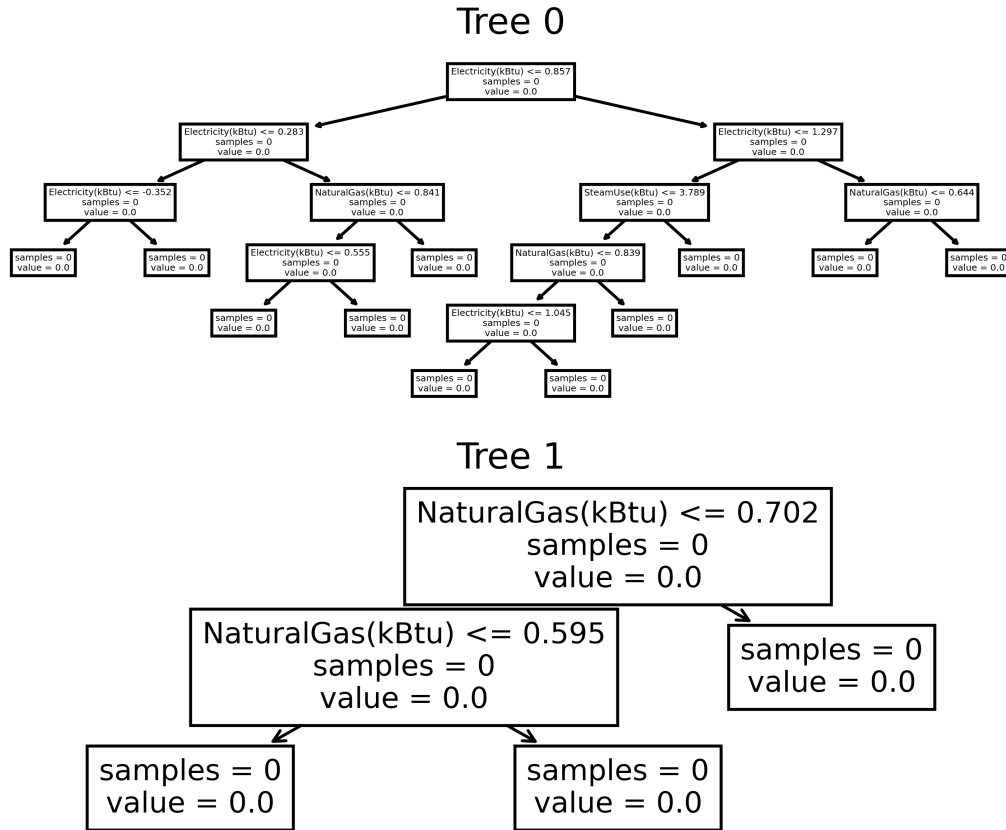 Tree 0
Electricity(kBtu) <= 0.857
samples = 0
value = 0.0
Electricity(kBtu) <= 0.283
samples = 0
value = 0.0
Electricity(kBtu) <= 1.297
samples = 0
value = 0.0
Electricity(kBtu) <= -0.352
samples = 0
value = 0.0
NaturalGas(kBtu) <= 0.841
samples = 0
value = 0.0
SteamUse(kBtu) <= 3.789
samples = 0
value = 0.0
NaturalGas(kBtu) <= 0.644
samples = 0
value = 0.0
samples = 0
value = 0.0
samples = 0
value = 0.0
Electricity(kBtu) <= 0.555
samples = 0
value = 0.0
samples = 0
value = 0.0
NaturalGas(kBtu) <= 0.839
samples = 0
value = 0.0
samples = 0
value = 0.0
samples = 0
value = 0.0
samples = 0
value = 0.0
samples = 0
value = 0.0
samples = 0
value = 0.0
Electricity(kBtu) <= 1.045
samples = 0
value = 0.0
samples = 0
value = 0.0
samples = 0
value = 0.0
samples = 0
value = 0.0
Tree 1
NaturalGas(kBtu) <= 0.702
samples = 0
value = 0.0
NaturalGas(kBtu) <= 0.595
samples = 0
value = 0.0
samples = 0
value = 0.0
samples = 0
value = 0.0
samples = 0
value = 0.0